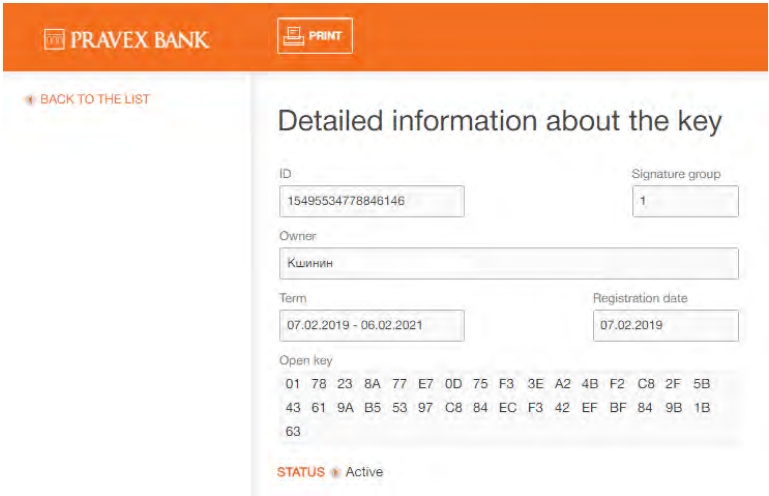 PRAVEX BANK
PRINT
BACK TO THE LIST
Detailed information about the key
ID
Signature group
15495534778846146
1
Owner
Кшинин
Term
Registration date
07.02.2019 - 06.02.2021
07.02.2019
Open key
01 78 23 8A 77 E7 0D 75 F3 3E A2 4B F2 C8 2F 5B
43 61 9A B5 53 97 C8 84 EC F3 42 EF BF 84 9B 1B
63
STATUS Active